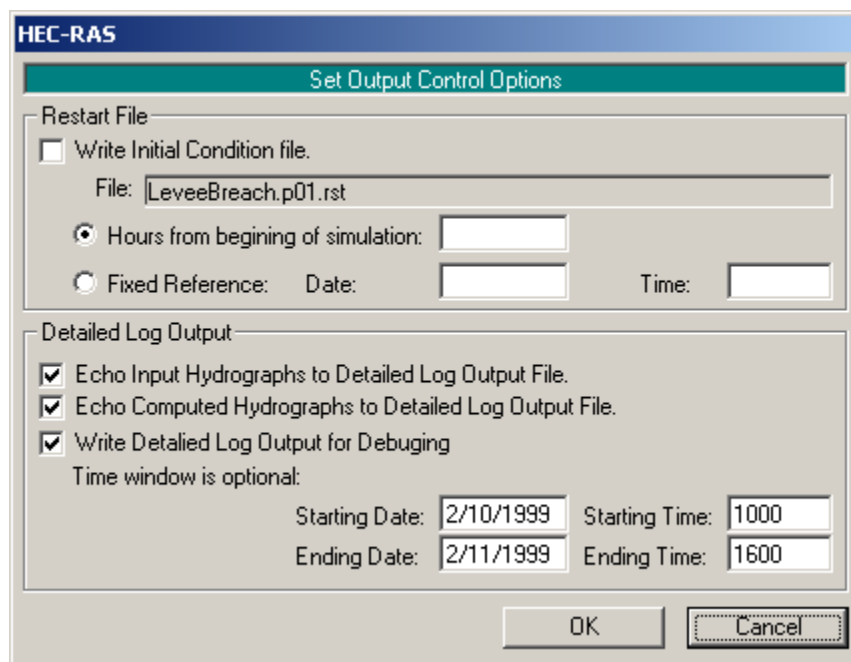 HEC-RAS
Set Output Control Options
Restart File
Write Initial Condition file.
File: LeveeBreach.p01.rst
Hours from begining of simulation:
Fixed Reference: Date: Time:
Detailed Log Output
Echo Input Hydrographs to Detailed Log Output File.
Echo Computed Hydrographs to Detailed Log Output File.
Write Detalied Log Output for Debuging
Time window is optional:
Starting Date: 2/10/1999 Starting Time: 1000
Ending Date: 2/11/1999 Ending Time: 1600
OK Cancel